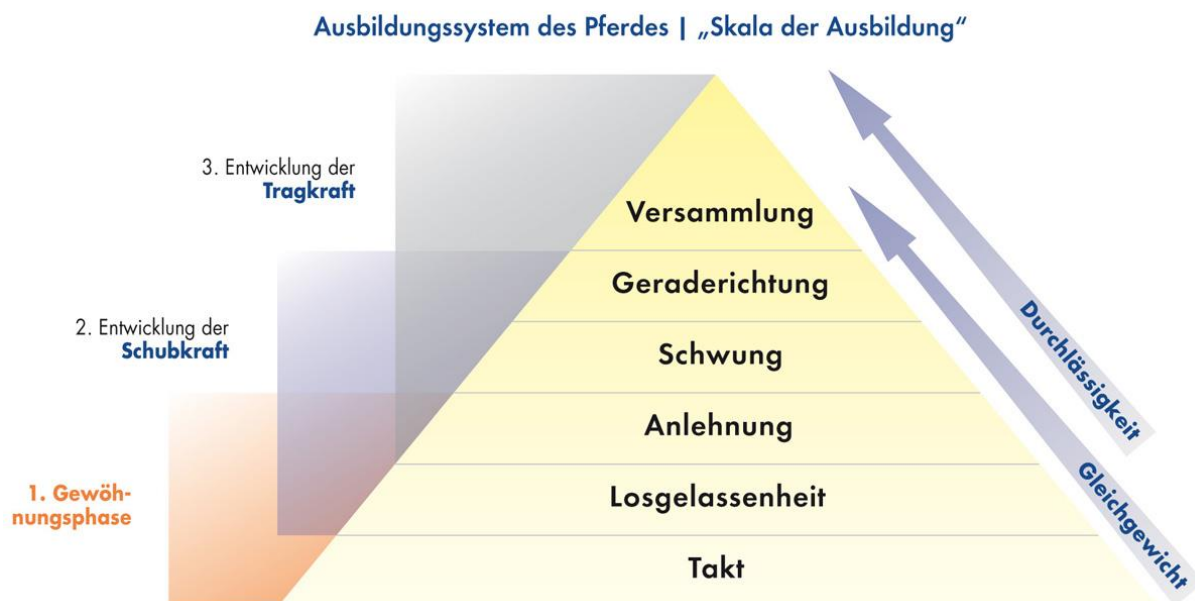 Ausbildungssystem des Pferdes | „Skala der Ausbildung“
3. Entwicklung der
Tragkraft
2. Entwicklung der
Schubkraft
1. Gewöh-
nungsphase
Versammlung
Geraderichtung
Schwung
Anlehnung
Losgelassenheit
Takt
Durchlässigkeit
Gleichgewicht